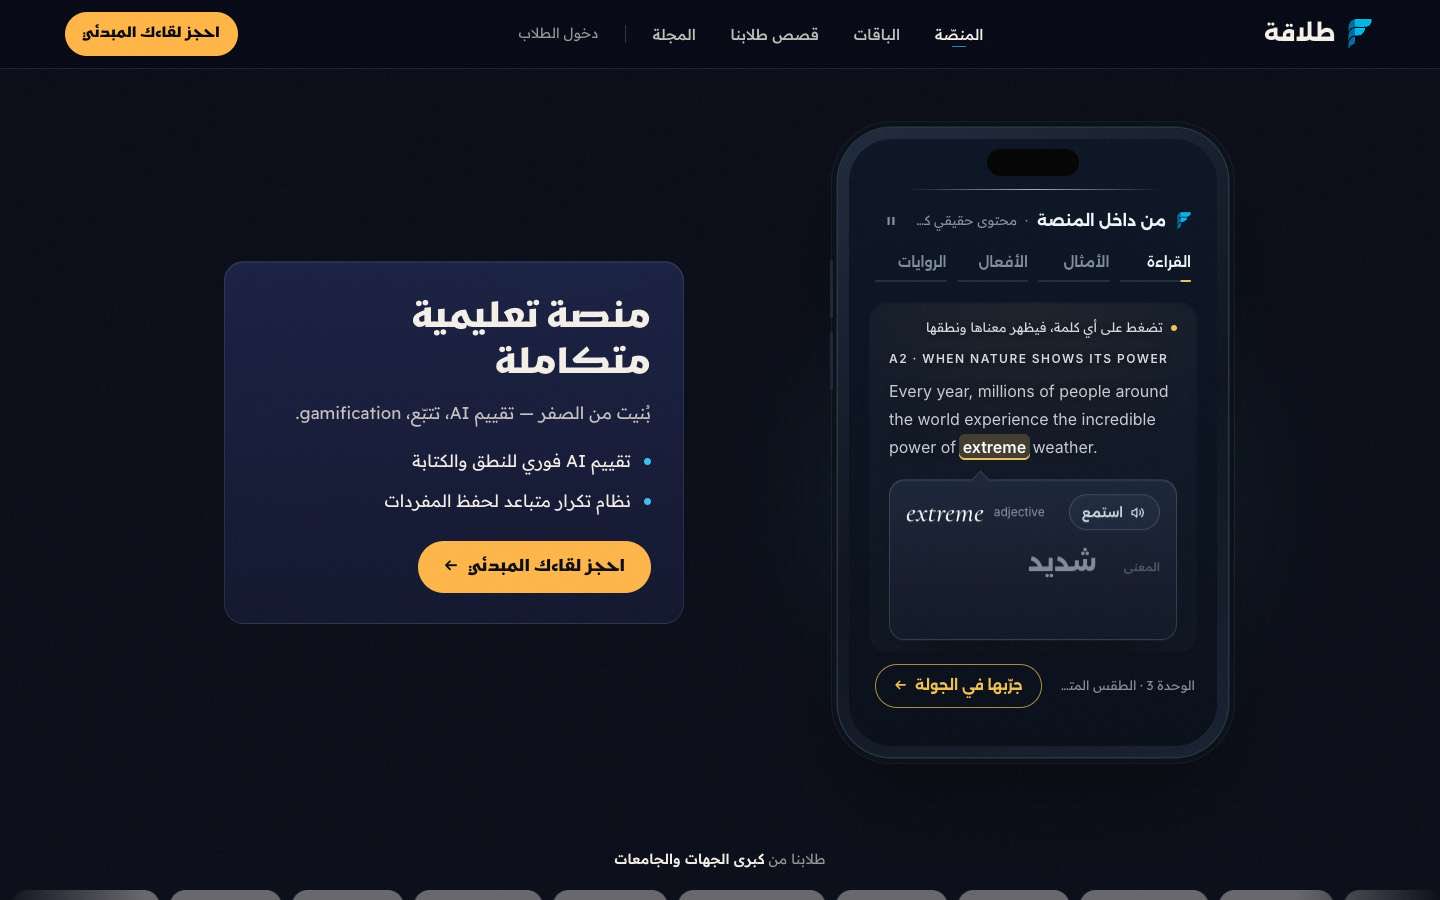 طلاقة
المنصّة
الباقات
قصص طلابنا
المجلة
دخول الطلاب
احجز لقاءك المبدئي
من داخل المنصة · محتوى حقيقي كـ…
القراءة
الأمثال
الأفعال
الروايات
تضغط على أي كلمة، فيظهر معناها ونطقها
A2 · WHEN NATURE SHOWS ITS POWER
Every year, millions of people around
the world experience the incredible
power of extreme weather.
extreme adjective
استمع
المعنى شديد
الوحدة 3 · الطقس المتـ…
جرّبها في الجولة ←
منصة تعليمية
متكاملة
بُنيت من الصفر — تقييم AI، تتبّع، gamification.
تقييم AI فوري للنطق والكتابة
نظام تكرار متباعد لحفظ المفردات
احجز لقاءك المبدئي ←
طلابنا من كبرى الجهات والجامعات